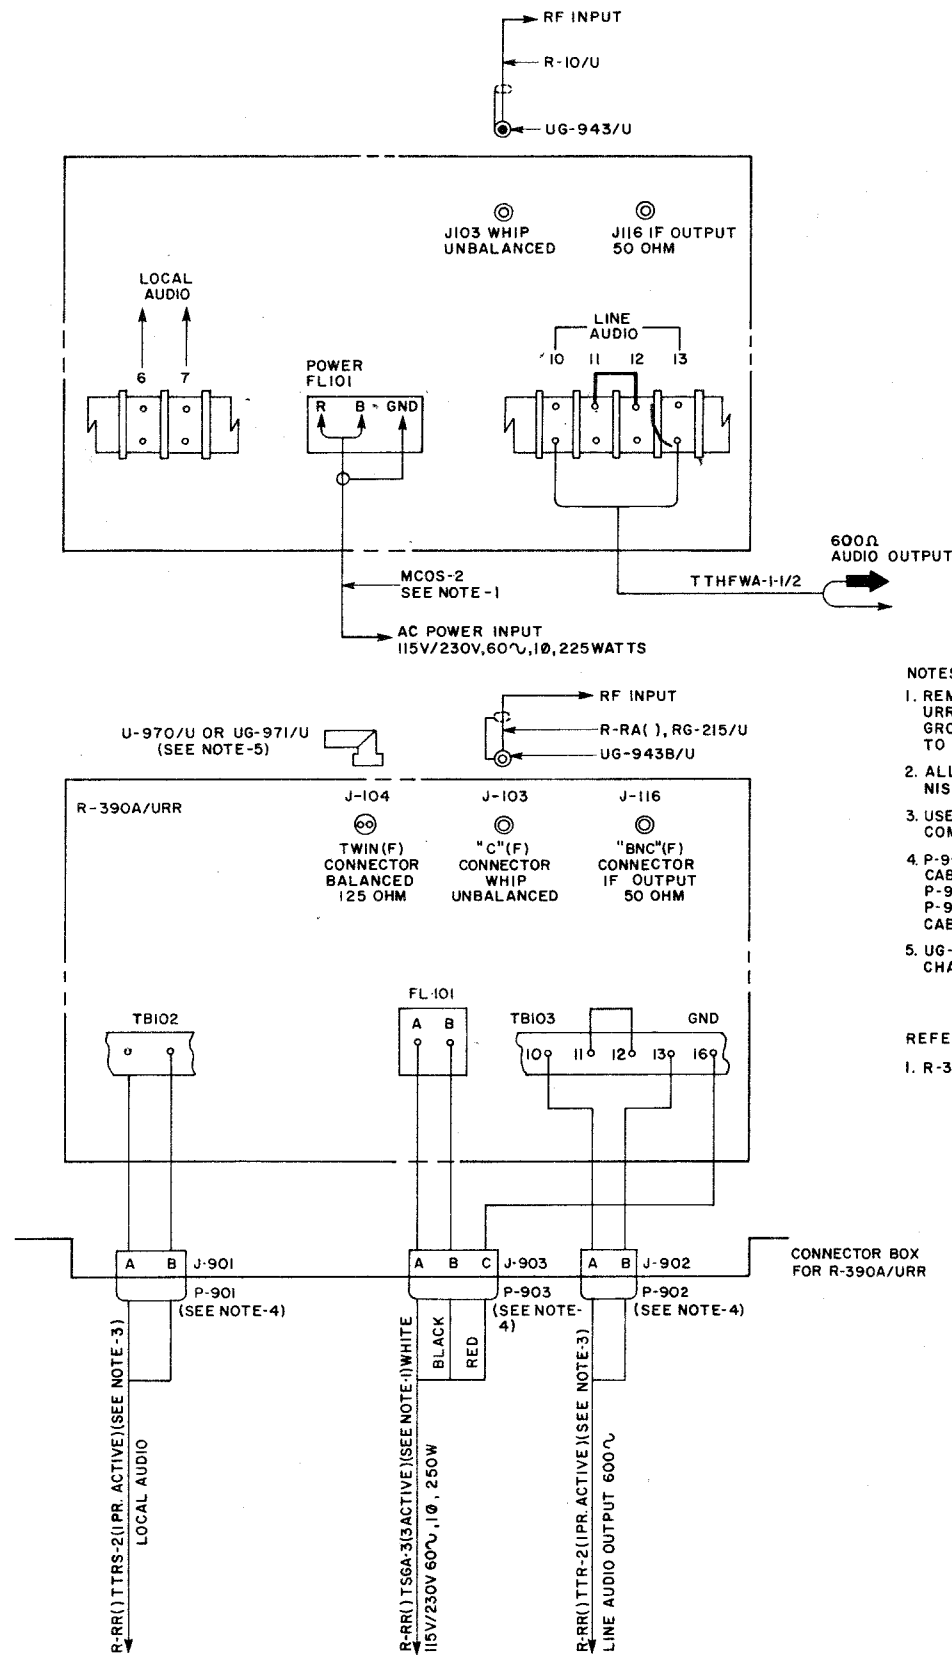 RF INPUT
R-10/U
UG-943/U
J103 WHIP
UNBALANCED
J116 IF OUTPUT
50 OHM
LOCAL
AUDIO
6 7
POWER
FL101
R B GND
LINE
AUDIO
10 11 12 13
600Ω
AUDIO OUTPUT
TTHFWA-1-1/2
MCOS-2
SEE NOTE-1
AC POWER INPUT
115V/230V,60∿,1Ø,225WATTS
RF INPUT
R-RA( ), RG-215/U
UG-943B/U
U-970/U OR UG-971/U
(SEE NOTE-5)
R-390A/URR
J-104
TWIN(F)
CONNECTOR
BALANCED
125 OHM
J-103
"C"(F)
CONNECTOR
WHIP
UNBALANCED
J-116
"BNC"(F)
CONNECTOR
IF OUTPUT
50 OHM
TB102
FL-101
A B
TB103 GND
10 11 12 13 16
A B J-901
P-901
(SEE NOTE-4)
A B C J-903
P-903
(SEE NOTE-
4)
A B J-902
P-902
(SEE NOTE-4)
CONNECTOR BOX
FOR R-390A/URR
R-RR( )TTRS-2(1PR. ACTIVE)(SEE NOTE-3)
LOCAL AUDIO
R-RR( )TSGA-3(3ACTIVE)(SEE NOTE-1)WHITE
115V/230V 60∿,1Ø, 250W
BLACK
RED
R-RR( )TTR-2(1PR.ACTIVE)(SEE NOTE-3)
LINE AUDIO OUTPUT 600∿
NOTES
1. REM
URR
GRO
TO
2. ALL
NIS
3. USE
COM
4. P-9
CAB
P-9
P-9
CAB
5. UG-
CHA
REFE
1. R-3